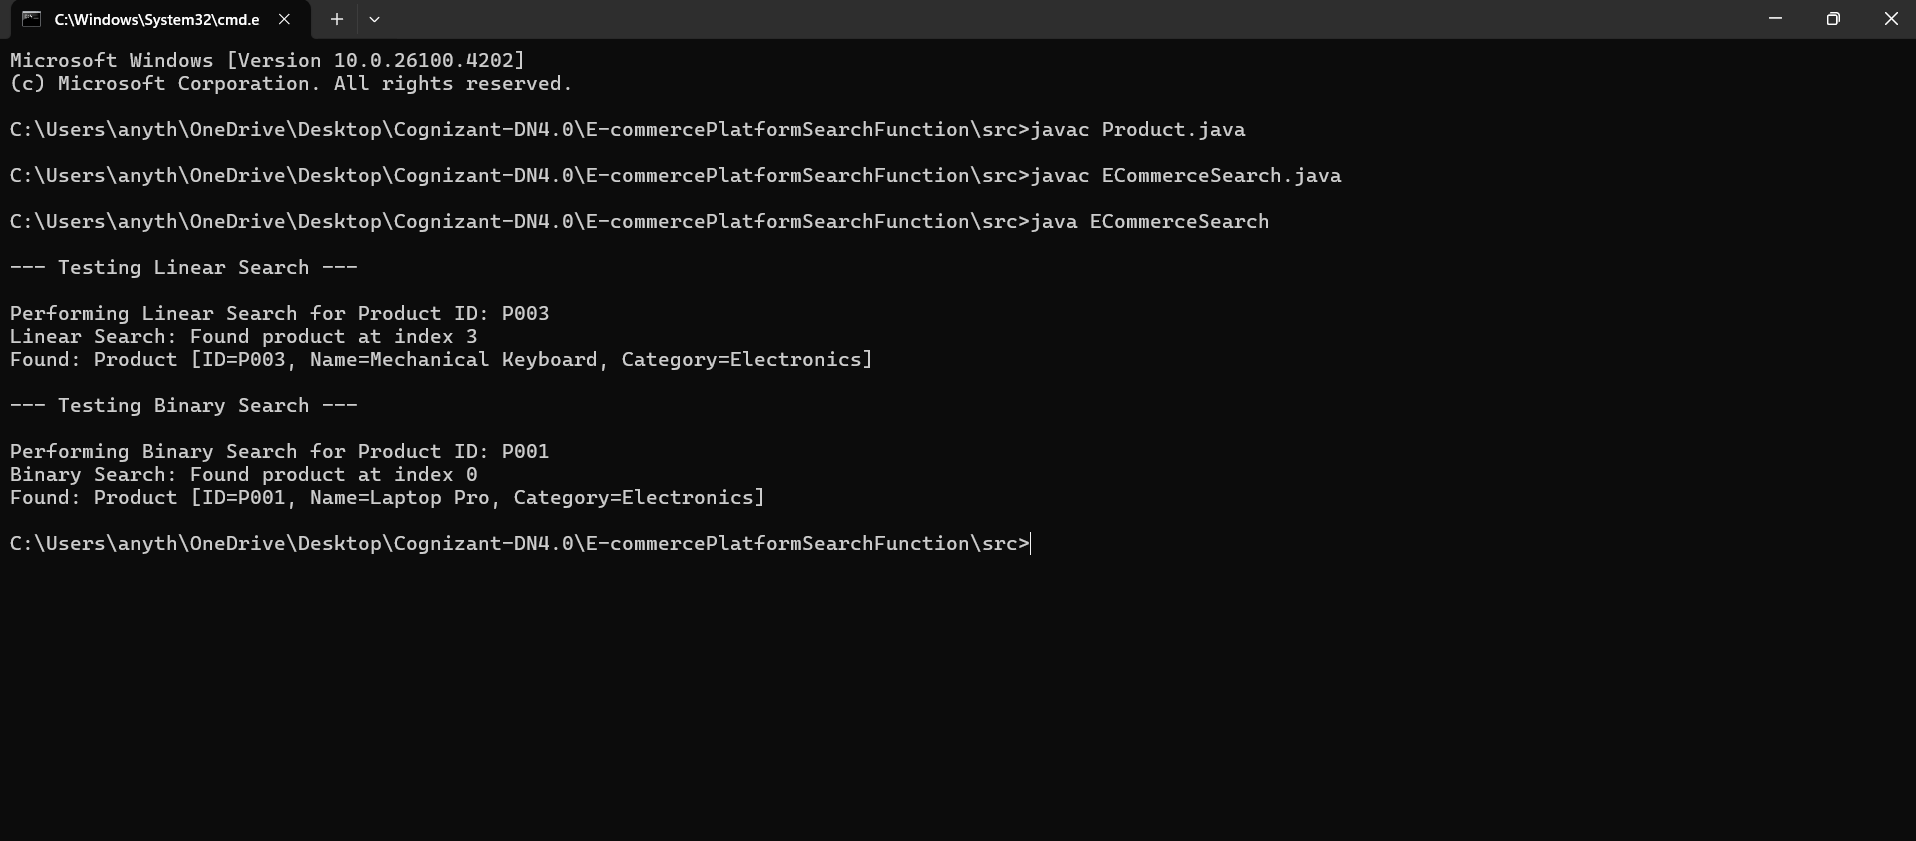 C:\Windows\System32\cmd.e
Microsoft Windows [Version 10.0.26100.4202]
(c) Microsoft Corporation. All rights reserved.
C:\Users\anyth\OneDrive\Desktop\Cognizant-DN4.0\E-commercePlatformSearchFunction\src>javac Product.java
C:\Users\anyth\OneDrive\Desktop\Cognizant-DN4.0\E-commercePlatformSearchFunction\src>javac ECommerceSearch.java
C:\Users\anyth\OneDrive\Desktop\Cognizant-DN4.0\E-commercePlatformSearchFunction\src>java ECommerceSearch
--- Testing Linear Search ---
Performing Linear Search for Product ID: P003
Linear Search: Found product at index 3
Found: Product [ID=P003, Name=Mechanical Keyboard, Category=Electronics]
--- Testing Binary Search ---
Performing Binary Search for Product ID: P001
Binary Search: Found product at index 0
Found: Product [ID=P001, Name=Laptop Pro, Category=Electronics]
C:\Users\anyth\OneDrive\Desktop\Cognizant-DN4.0\E-commercePlatformSearchFunction\src>